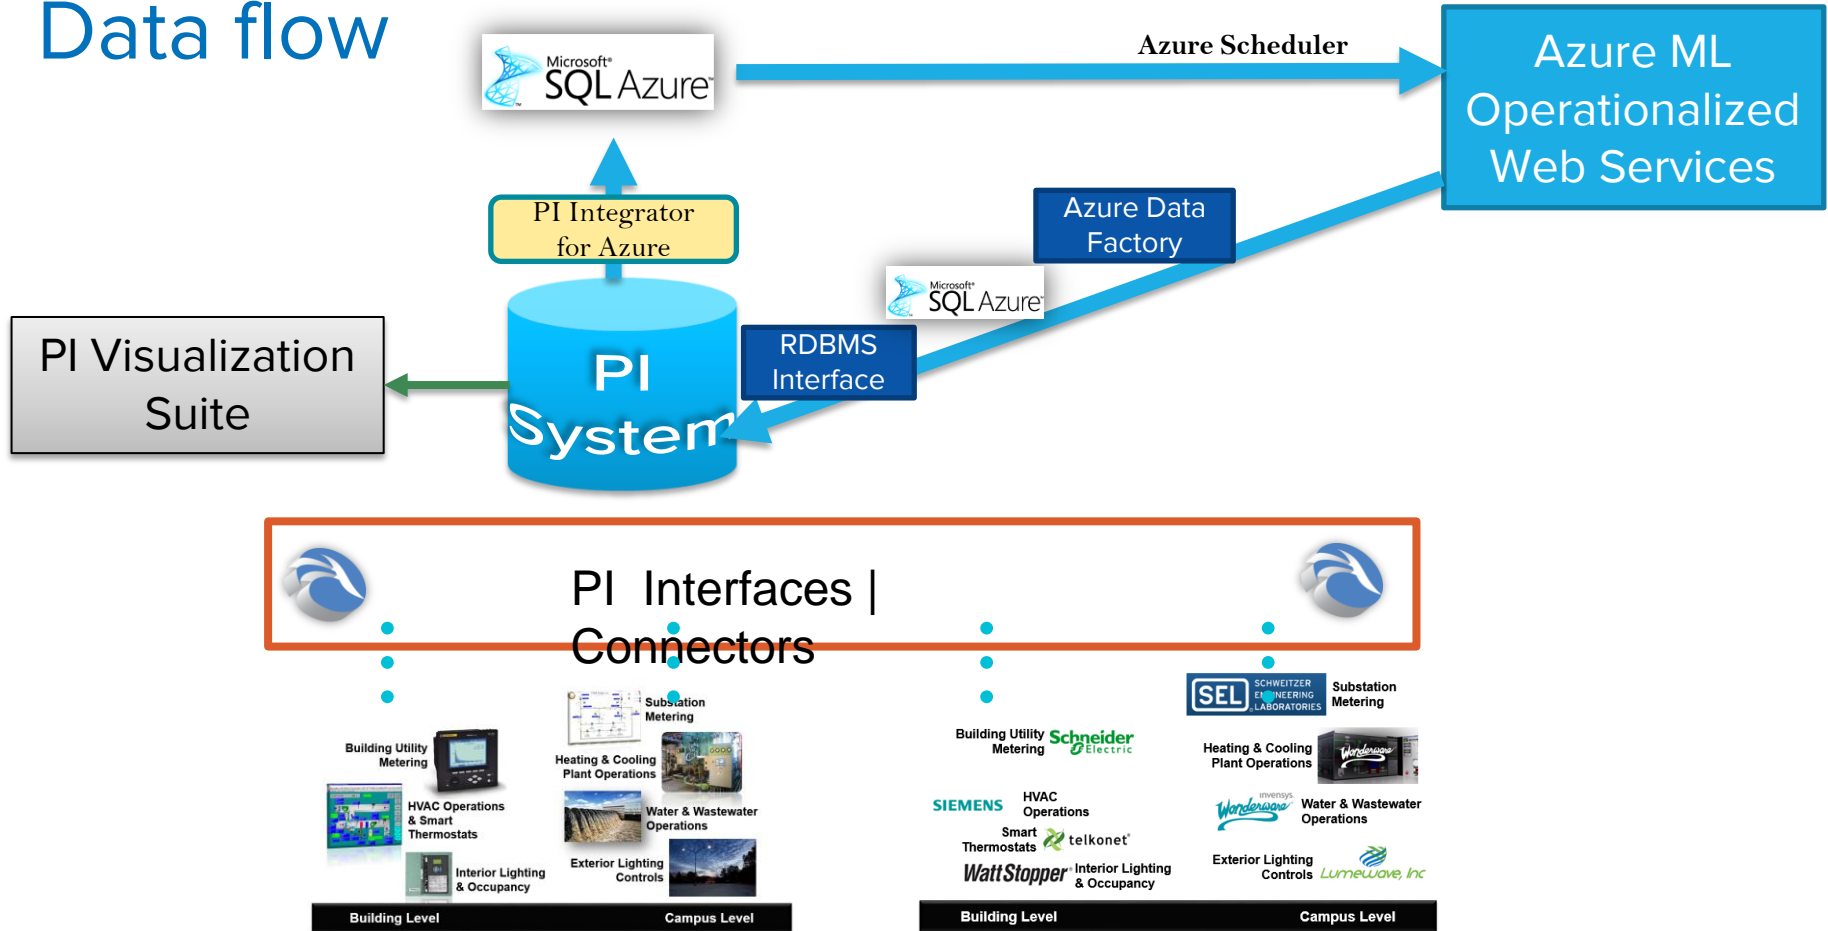 Data flow
Microsoft®
SQL Azure™
Azure Scheduler
Azure ML
Operationalized
Web Services
PI Integrator
for Azure
Azure Data
Factory
Microsoft®
SQL Azure™
RDBMS
Interface
PI
System
PI Visualization
Suite
PI Interfaces |
Connectors
Substation
Metering
Building Utility
Metering
Heating & Cooling
Plant Operations
HVAC Operations
& Smart
Thermostats
Water & Wastewater
Operations
Interior Lighting
& Occupancy
Exterior Lighting
Controls
Building Level
Campus Level
SEL
SCHWEITZER
ENGINEERING
LABORATORIES
Substation
Metering
Building Utility
Metering
Schneider
Electric
Heating & Cooling
Plant Operations
Wonderware
SIEMENS
HVAC
Operations
invensys
Wonderware
Water & Wastewater
Operations
Smart
Thermostats
telkonet®
WattStopper®
Interior Lighting
& Occupancy
Exterior Lighting
Controls
Lumewave, Inc
Building Level
Campus Level